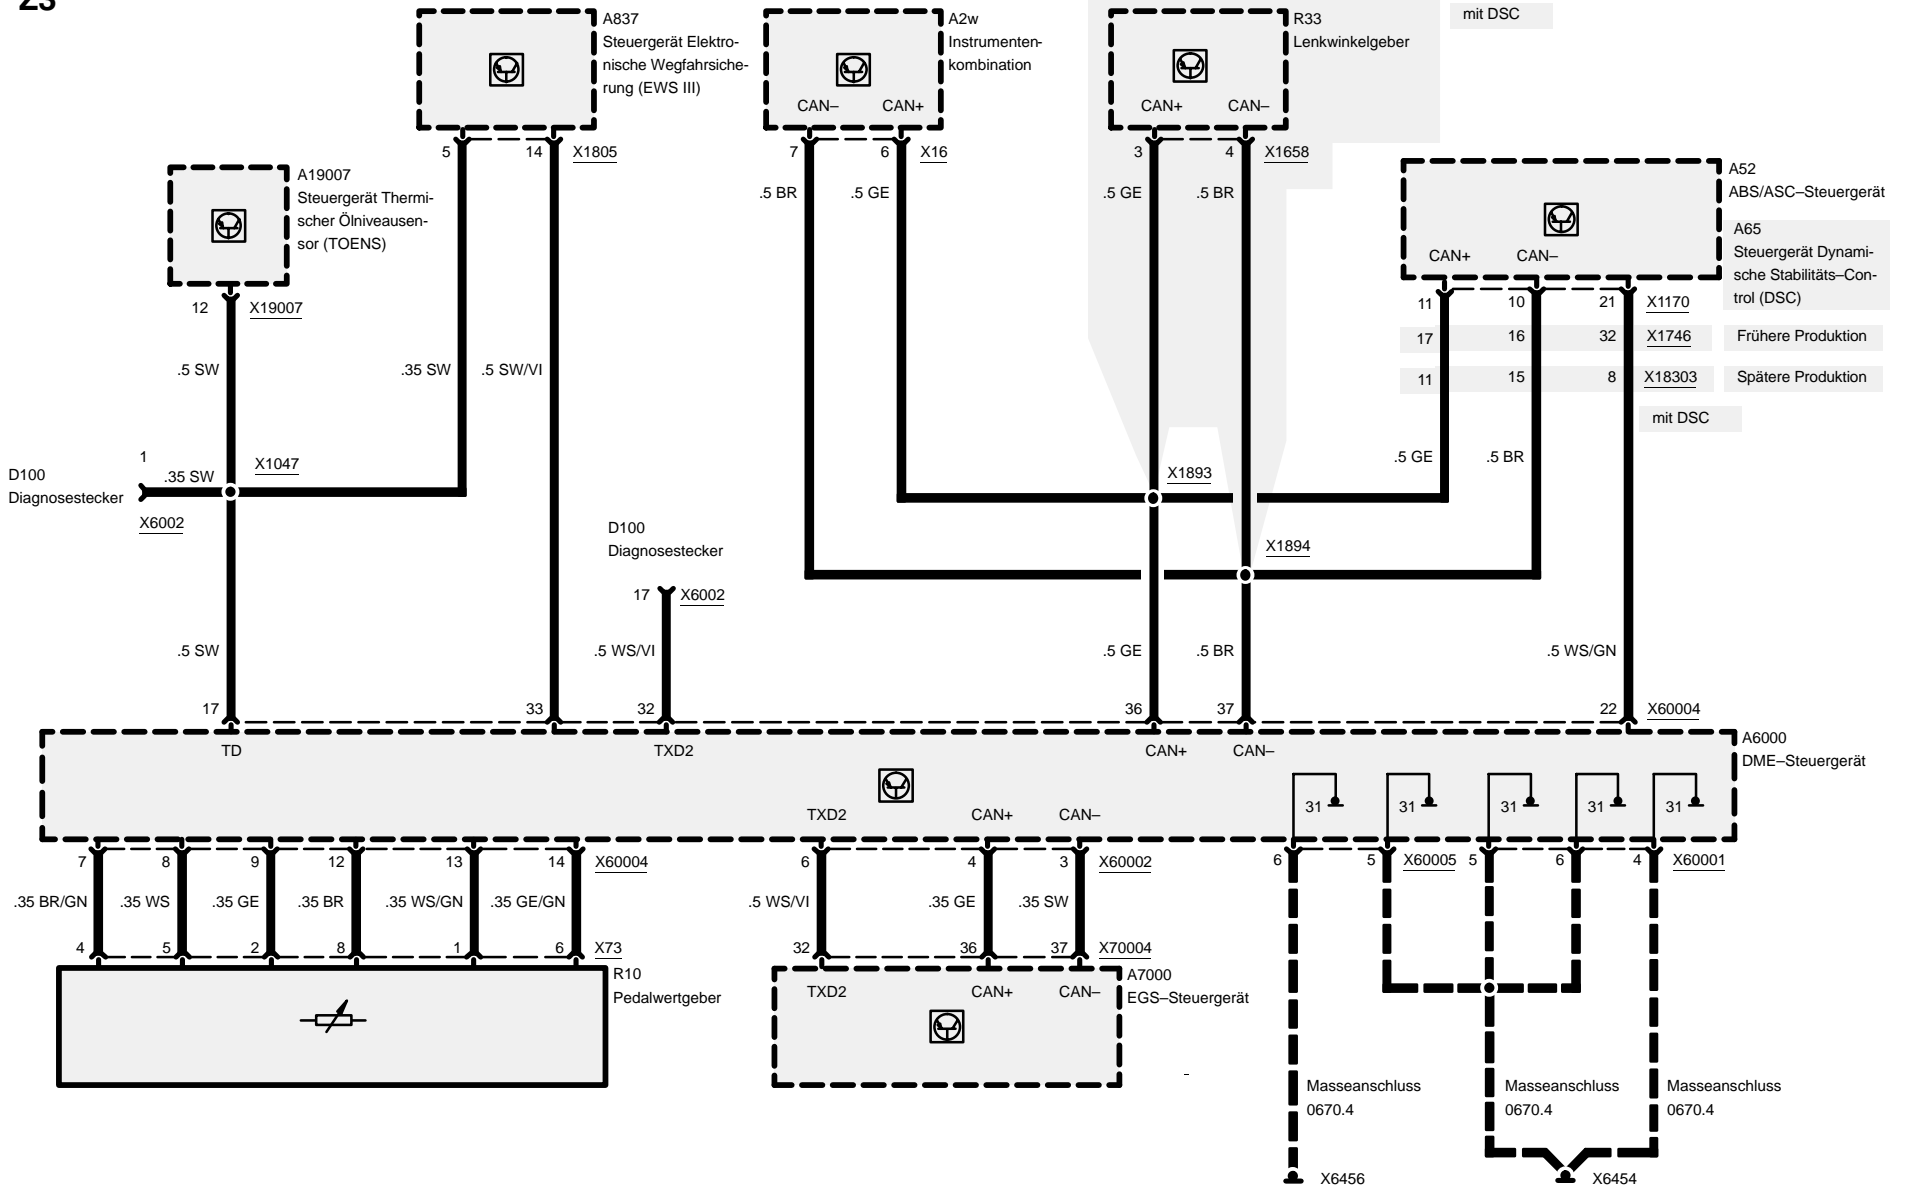 Z3
A837
Steuergerät Elektro-
nische Wegfahrsiche-
rung (EWS III)
A2w
Instrumenten-
kombination
CAN– CAN+
R33
Lenkwinkelgeber
CAN+ CAN–
mit DSC
5 14 X1805
7 6 X16
3 4 X1658
A19007
Steuergerät Thermi-
scher Ölniveausen-
sor (TOENS)
A52
ABS/ASC–Steuergerät
A65
Steuergerät Dynami-
sche Stabilitäts–Con-
trol (DSC)
CAN+ CAN–
.5 BR .5 GE .5 GE .5 BR
12 X19007
11 10 21 X1170
17 16 32 X1746 Frühere Produktion
11 15 8 X18303 Spätere Produktion
mit DSC
.5 SW .35 SW .5 SW/VI
.5 GE .5 BR
D100
Diagnosestecker
1
.35 SW
X1047
X6002
X1893
X1894
D100
Diagnosestecker
17 X6002
.5 SW .5 WS/VI .5 GE .5 BR .5 WS/GN
17 33 32 36 37 22 X60004
TD TXD2 CAN+ CAN–
A6000
DME–Steuergerät
31 31 31 31 31
TXD2 CAN+ CAN–
7 8 9 12 13 14 X60004
6 4 3 X60002
6 5 X60005 5 6 4 X60001
.35 BR/GN .35 WS .35 GE .35 BR .35 WS/GN .35 GE/GN
.5 WS/VI .35 GE .35 SW
4 5 2 8 1 6 X73
32 36 37 X70004
R10
Pedalwertgeber
TXD2 CAN+ CAN–
A7000
EGS–Steuergerät
Masseanschluss
0670.4
Masseanschluss
0670.4
Masseanschluss
0670.4
X6456
X6454